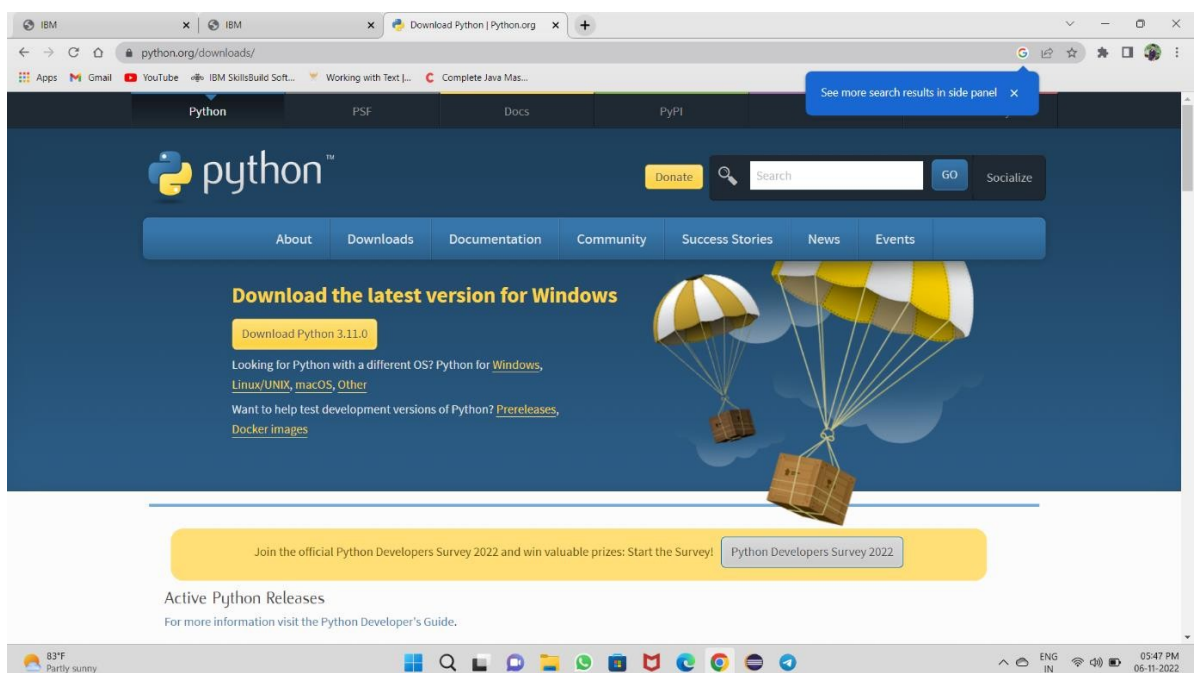 IBM
IBM
Download Python | Python.org
python.org/downloads/
Apps
Gmail
YouTube
IBM SkillsBuild Soft...
Working with Text |...
Complete Java Mas...
See more search results in side panel
Python
PSF
Docs
PyPI
python™
Donate
Search
GO
Socialize
About
Downloads
Documentation
Community
Success Stories
News
Events
Download the latest version for Windows
Download Python 3.11.0
Looking for Python with a different OS? Python for Windows,
Linux/UNIX, macOS, Other
Want to help test development versions of Python? Prereleases,
Docker images
Join the official Python Developers Survey 2022 and win valuable prizes: Start the Survey!
Python Developers Survey 2022
Active Python Releases
For more information visit the Python Developer's Guide.
83°F
Partly sunny
ENG
IN
05:47 PM
06-11-2022